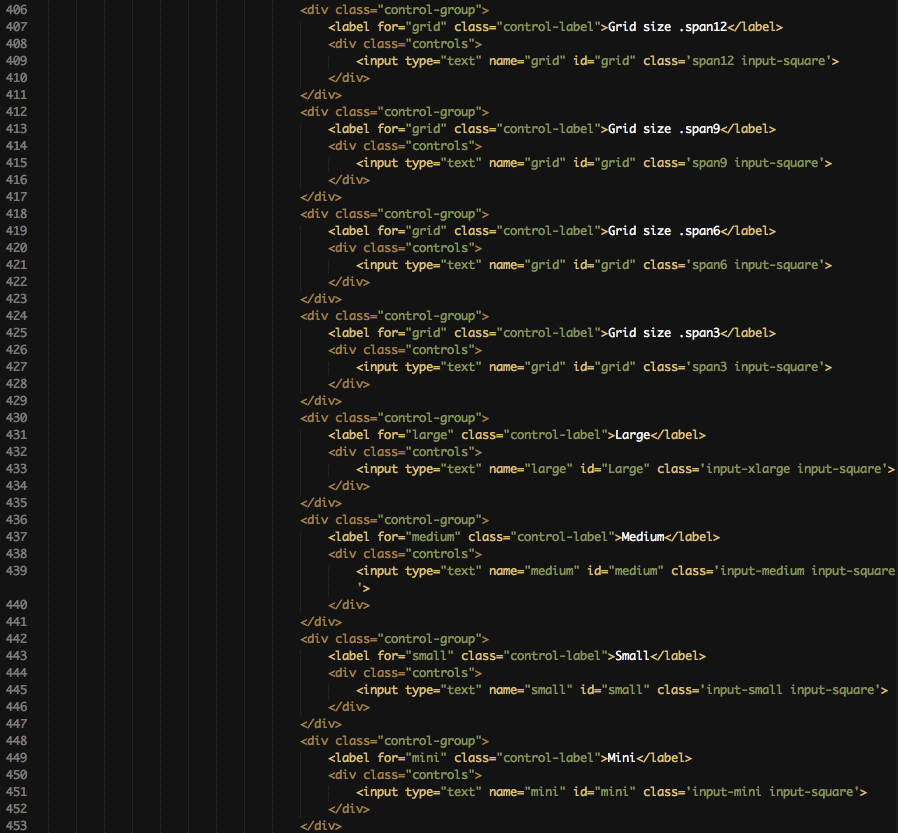 406 <div class="control-group">
407 <label for="grid" class="control-label">Grid size .span12</label>
408 <div class="controls">
409 <input type="text" name="grid" id="grid" class='span12 input-square'>
410 </div>
411 </div>
412 <div class="control-group">
413 <label for="grid" class="control-label">Grid size .span9</label>
414 <div class="controls">
415 <input type="text" name="grid" id="grid" class='span9 input-square'>
416 </div>
417 </div>
418 <div class="control-group">
419 <label for="grid" class="control-label">Grid size .span6</label>
420 <div class="controls">
421 <input type="text" name="grid" id="grid" class='span6 input-square'>
422 </div>
423 </div>
424 <div class="control-group">
425 <label for="grid" class="control-label">Grid size .span3</label>
426 <div class="controls">
427 <input type="text" name="grid" id="grid" class='span3 input-square'>
428 </div>
429 </div>
430 <div class="control-group">
431 <label for="large" class="control-label">Large</label>
432 <div class="controls">
433 <input type="text" name="large" id="Large" class='input-xlarge input-square'>
434 </div>
435 </div>
436 <div class="control-group">
437 <label for="medium" class="control-label">Medium</label>
438 <div class="controls">
439 <input type="text" name="medium" id="medium" class='input-medium input-square
'>
440 </div>
441 </div>
442 <div class="control-group">
443 <label for="small" class="control-label">Small</label>
444 <div class="controls">
445 <input type="text" name="small" id="small" class='input-small input-square'>
446 </div>
447 </div>
448 <div class="control-group">
449 <label for="mini" class="control-label">Mini</label>
450 <div class="controls">
451 <input type="text" name="mini" id="mini" class='input-mini input-square'>
452 </div>
453 </div>